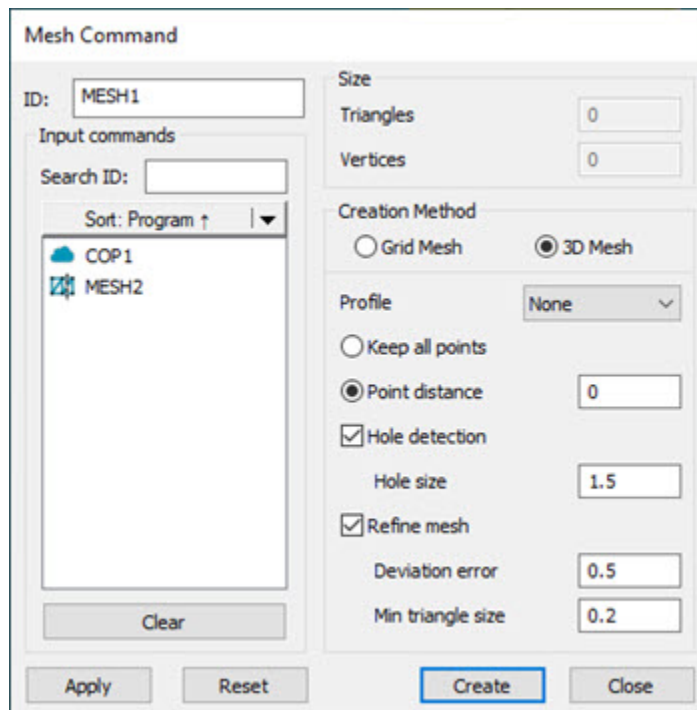 Mesh Command
ID: MESH1
Input commands
Search ID:
Sort: Program ↑
COP1
MESH2
Clear
Apply
Reset
Size
Triangles 0
Vertices 0
Creation Method
Grid Mesh 3D Mesh
Profile None
Keep all points
Point distance 0
Hole detection
Hole size 1.5
Refine mesh
Deviation error 0.5
Min triangle size 0.2
Create
Close